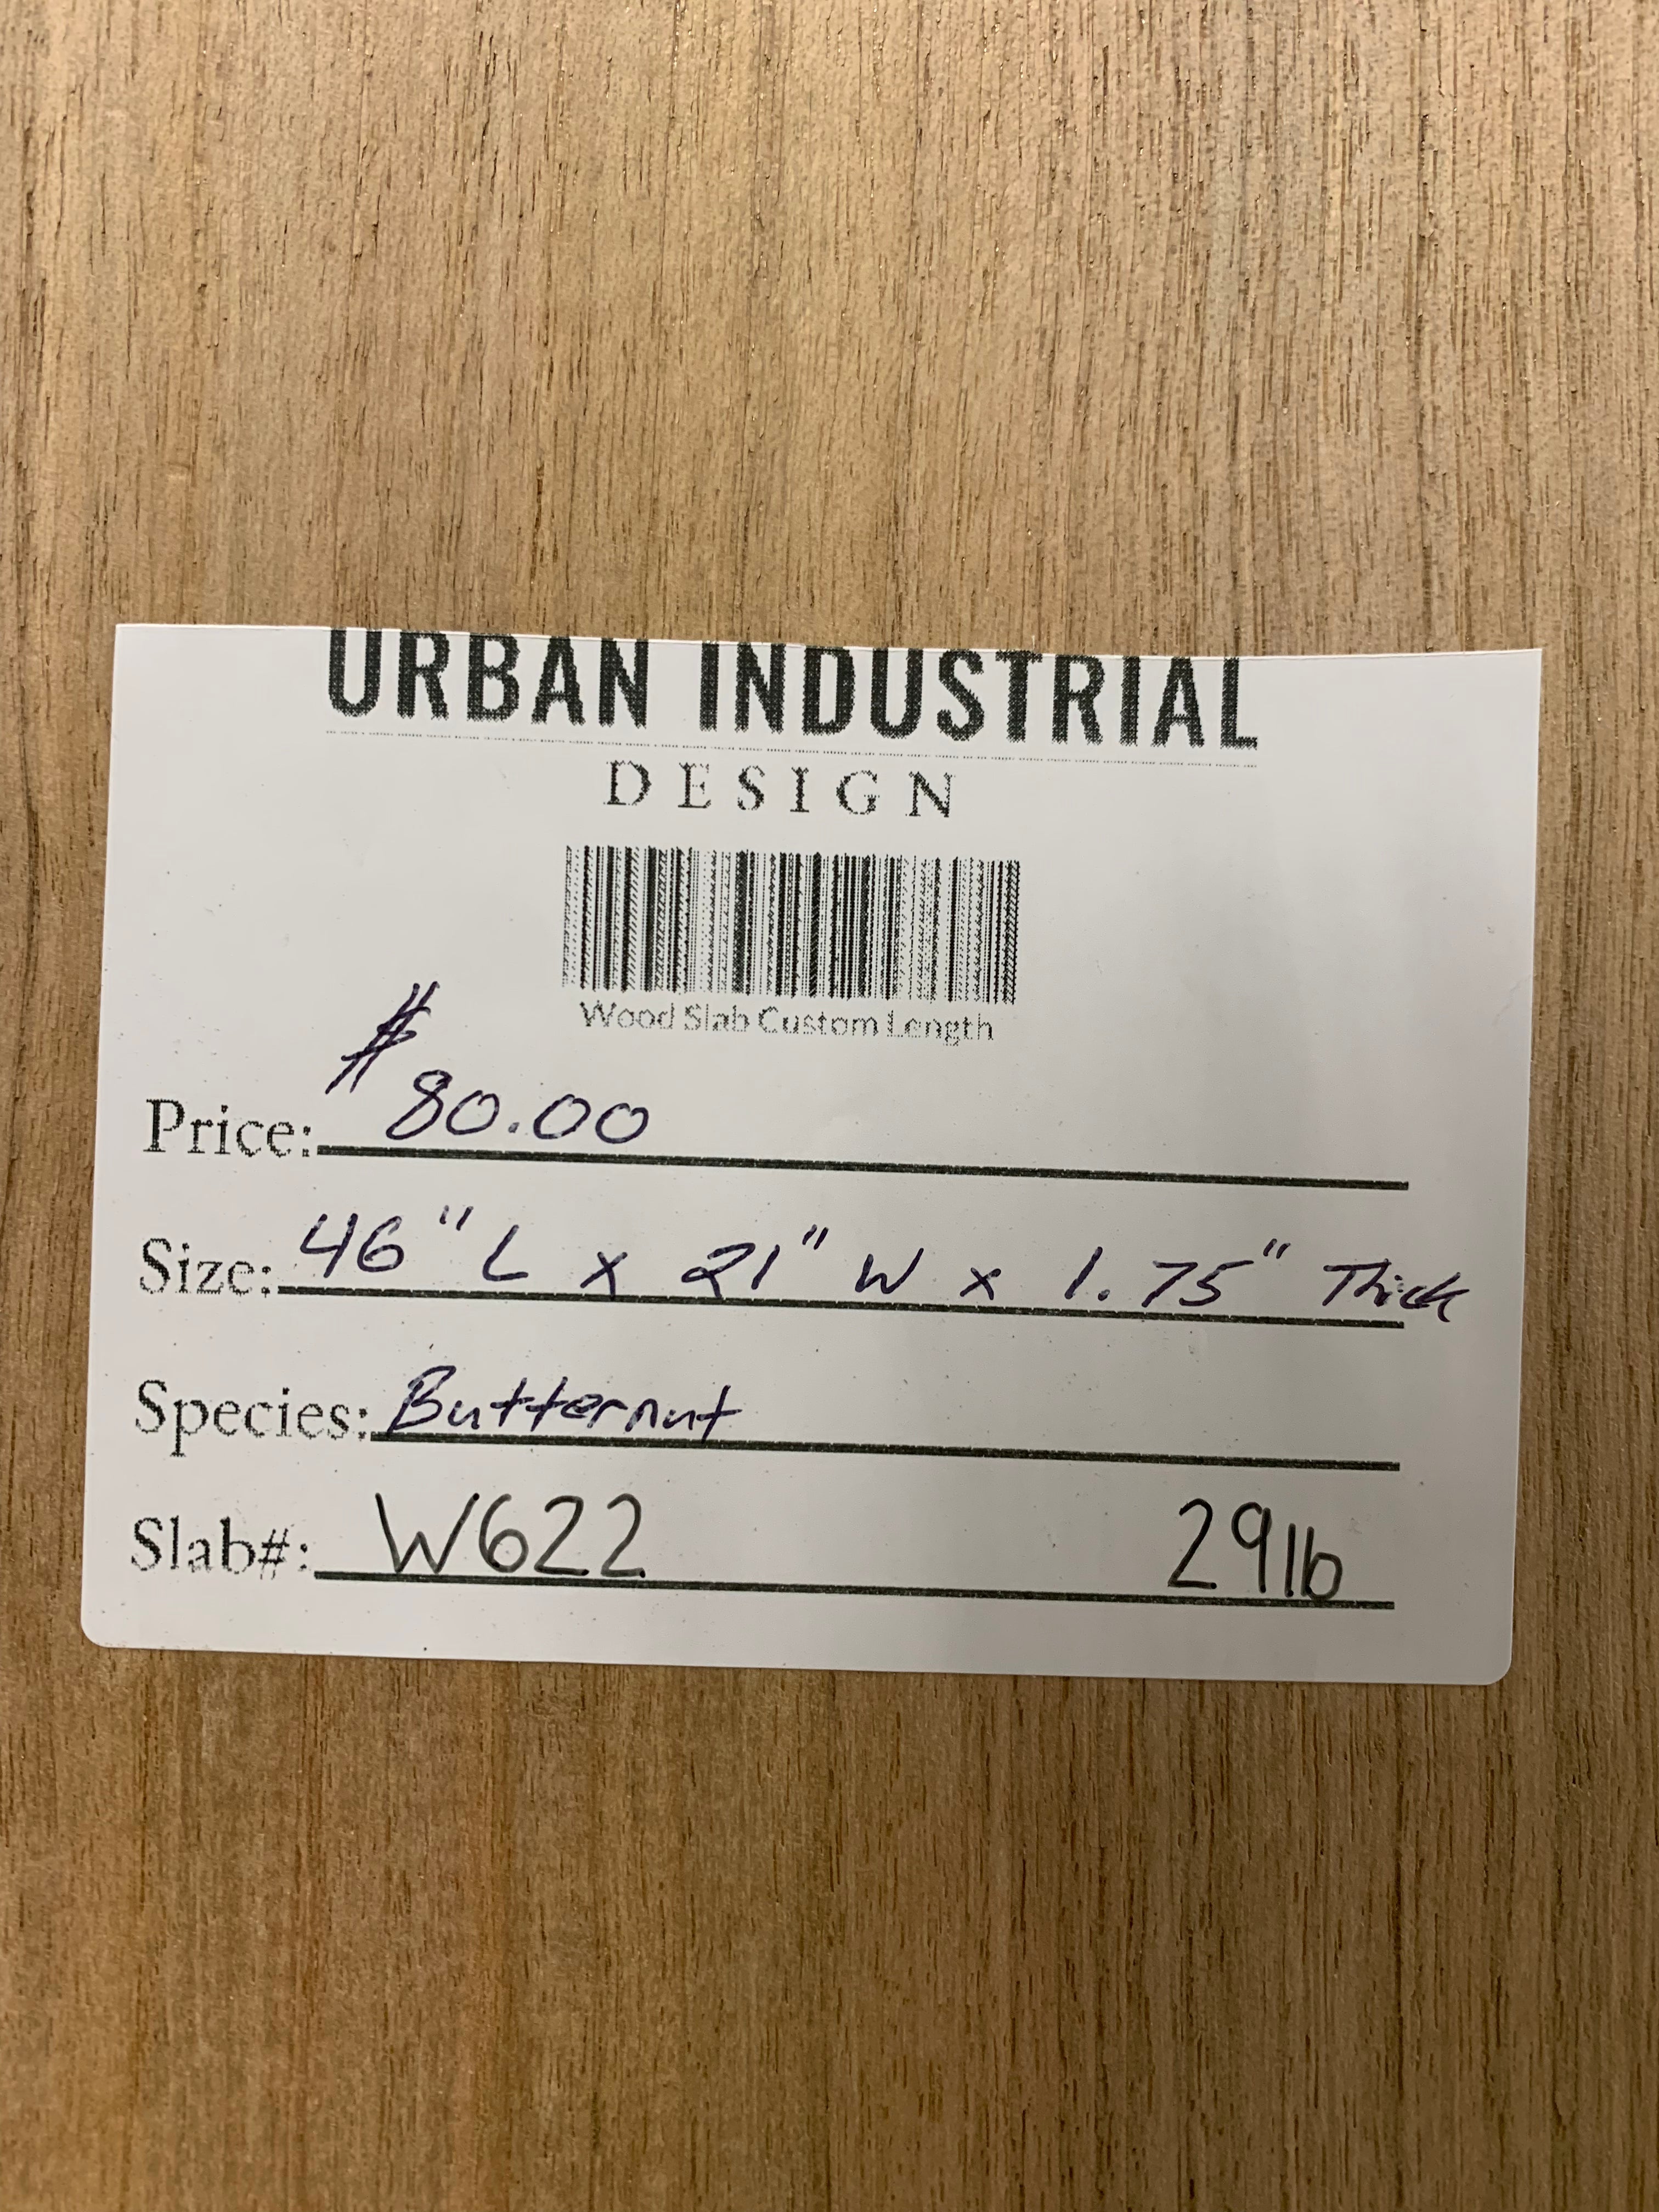 URBAN INDUSTRIAL
DESIGN
Wood Slab Custom Length
Price: $80.00
Size: 46" L x 21" W x 1.75" Thick
Species: Butternut
Slab#: W622 29lb